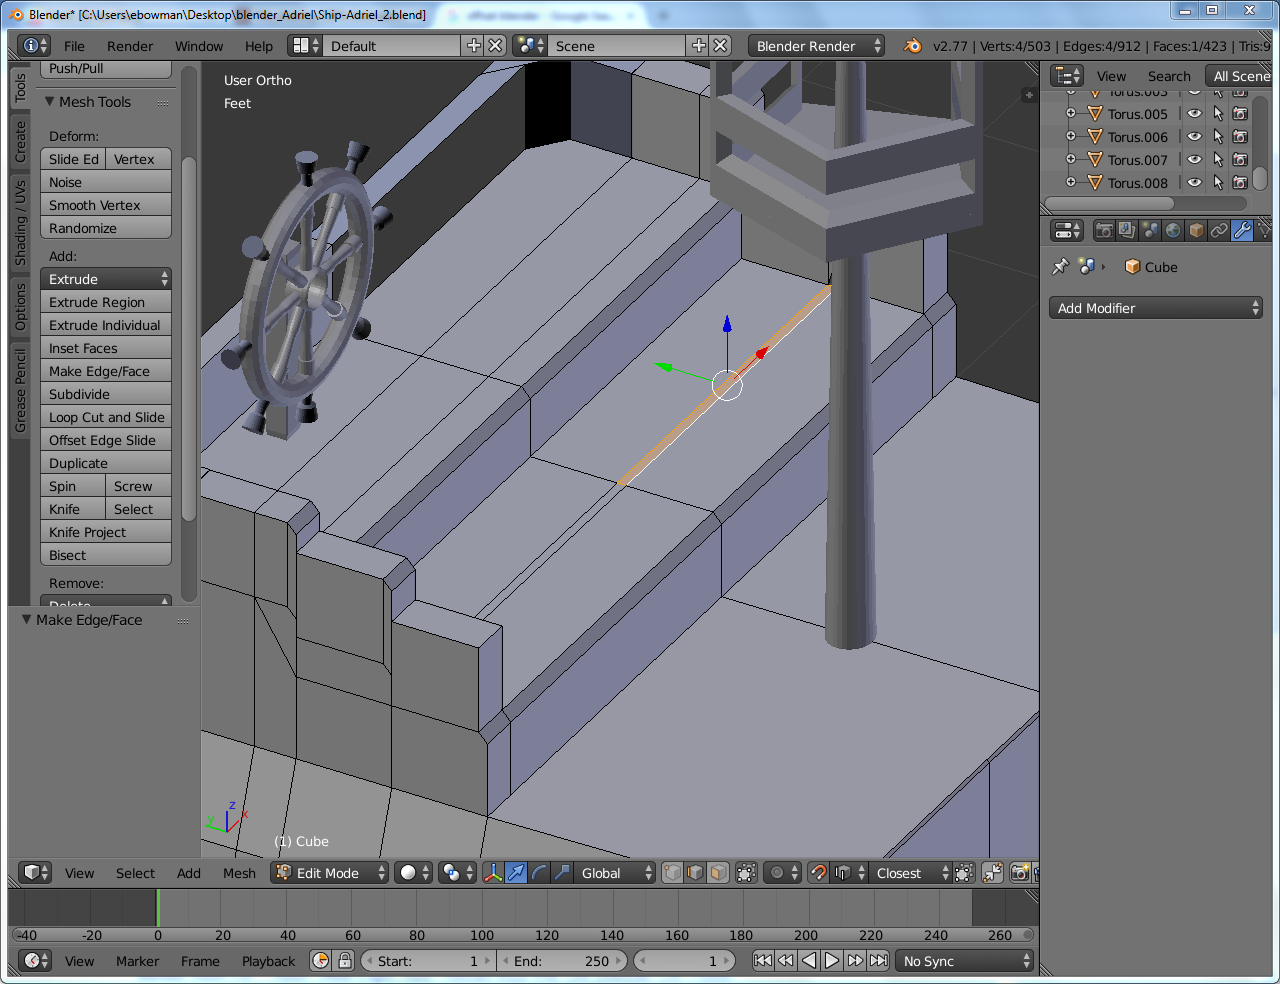 Blender* [C:\Users\ebowman\Desktop\blender_Adriel\Ship-Adriel_2.blend]
File Render Window Help Default Scene Blender Render v2.77 | Verts:4/503 | Edges:4/912 | Faces:1/423 | Tris:9
Tools
Create
Shading / UVs
Options
Grease Pencil
Push/Pull
Mesh Tools
Deform:
Slide Ed Vertex
Noise
Smooth Vertex
Randomize
Add:
Extrude
Extrude Region
Extrude Individual
Inset Faces
Make Edge/Face
Subdivide
Loop Cut and Slide
Offset Edge Slide
Duplicate
Spin Screw
Knife Select
Knife Project
Bisect
Remove:
Delete
Make Edge/Face
User Ortho
Feet
z
y x
(1) Cube
View Search All Scene
Torus.003
Torus.005
Torus.006
Torus.007
Torus.008
Cube
Add Modifier
View Select Add Mesh Edit Mode Global Closest
-40 -20 0 20 40 60 80 100 120 140 160 180 200 220 240 260
View Marker Frame Playback Start: 1 End: 250 1 No Sync